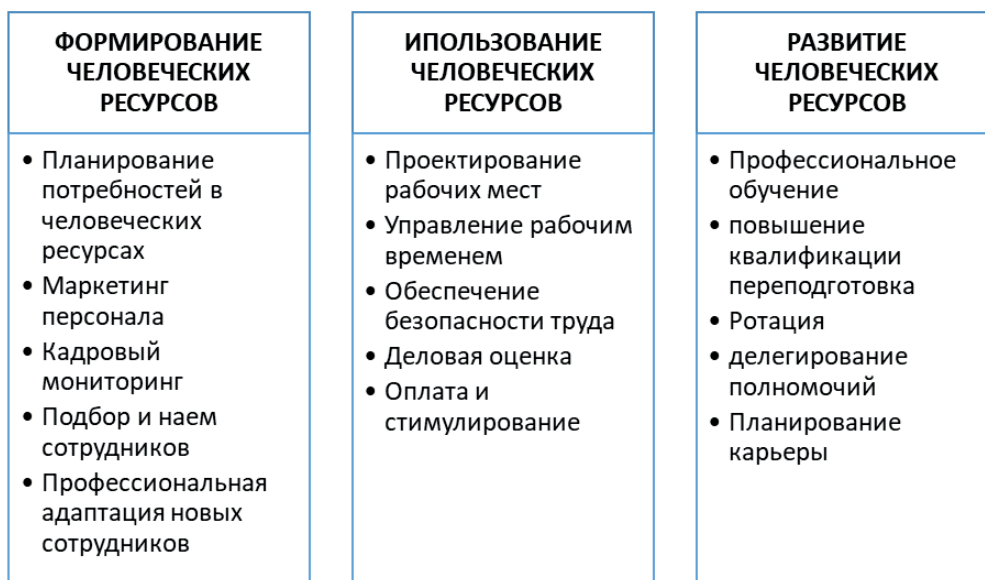 ФОРМИРОВАНИЕ
ЧЕЛОВЕЧЕСКИХ
РЕСУРСОВ
• Планирование
потребностей в
человеческих
ресурсах
• Маркетинг
персонала
• Кадровый
мониторинг
• Подбор и наем
сотрудников
• Профессиональная
адаптация новых
сотрудников
ИПОЛЬЗОВАНИЕ
ЧЕЛОВЕЧЕСКИХ
РЕСУРСОВ
• Проектирование
рабочих мест
• Управление рабочим
временем
• Обеспечение
безопасности труда
• Деловая оценка
• Оплата и
стимулирование
РАЗВИТИЕ
ЧЕЛОВЕЧЕСКИХ
РЕСУРСОВ
• Профессиональное
обучение
• повышение
квалификации
переподготовка
• Ротация
• делегирование
полномочий
• Планирование
карьеры